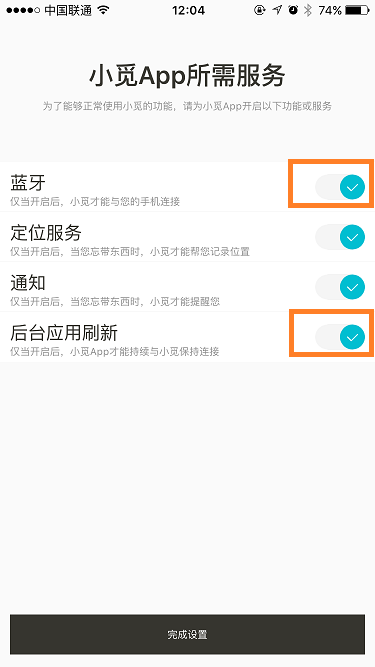 中国联通 12:04 74%
小觅App所需服务
为了能够正常使用小觅的功能，请为小觅App开启以下功能或服务
蓝牙
仅当开启后，小觅才能与您的手机连接
定位服务
仅当开启后，当您忘带东西时，小觅才能帮您记录位置
通知
仅当开启后，当您忘带东西时，小觅才能提醒您
后台应用刷新
仅当开启后，小觅App才能持续与小觅保持连接
完成设置